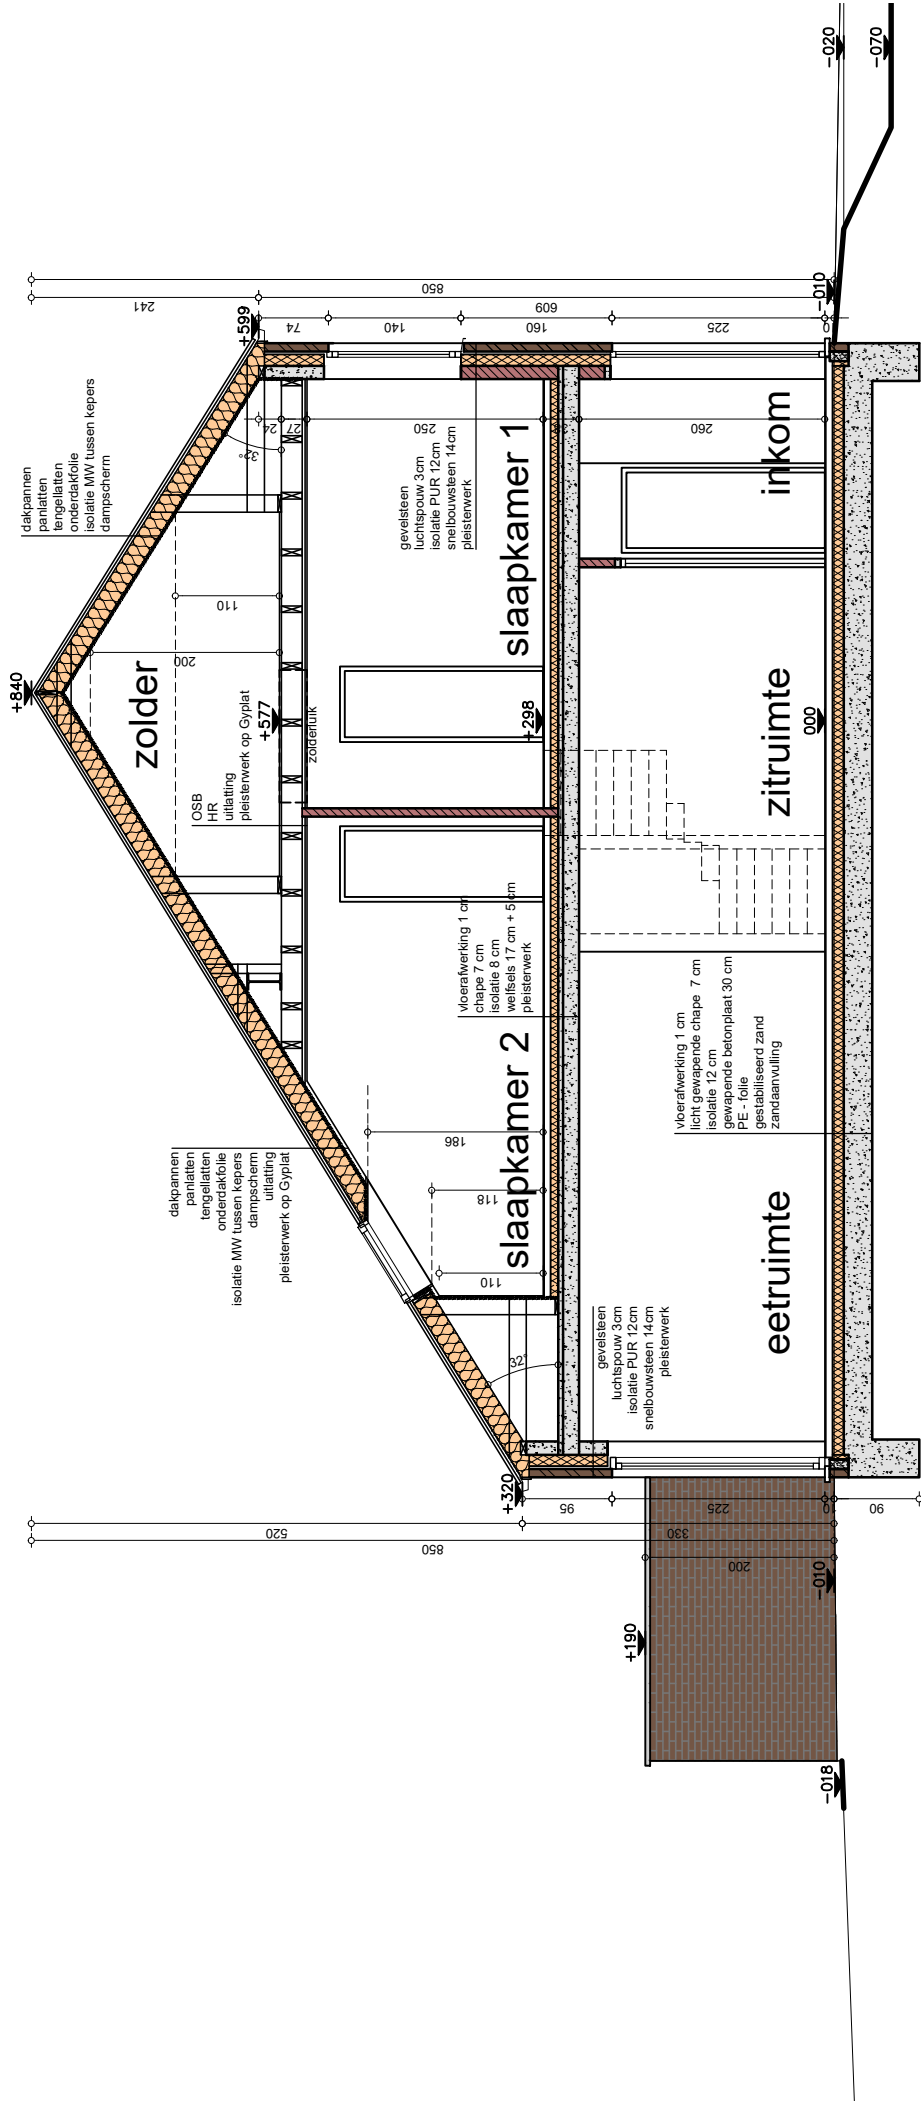 dakpannen
panlatten
tengellatten
onderdakfolie
isolatie MW tussen kepers
dampscherm
+840
zolder
110
200
32°
OSB
HR
uitlatting
pleisterwerk op Gyplat
+577
zolderluik
+599
241
850
74
140
609
160
225
-010
-020
-070
24
27
250
260
gevelsteen
luchtspouw 3cm
isolatie PUR 12cm
snelbouwsteen 14cm
pleisterwerk
slaapkamer 1
+298
inkom
zitruimte
000
dakpannen
panlatten
tengellatten
onderdakfolie
isolatie MW tussen kepers
dampscherm
uitlatting
pleisterwerk op Gyplat
186
118
110
slaapkamer 2
vloerafwerking 1 cm
chape 7 cm
isolatie 8 cm
welfsels 17 cm + 5 cm
pleisterwerk
32°
gevelsteen
luchtspouw 3cm
isolatie PUR 12cm
snelbouwsteen 14cm
pleisterwerk
eetruimte
vloerafwerking 1 cm
licht gewapende chape 7 cm
isolatie 12 cm
gewapende betonplaat 30 cm
PE - folie
gestabiliseerd zand
zandaanvulling
+320
520
850
95
225
10
90
330
200
-010
+190
-018